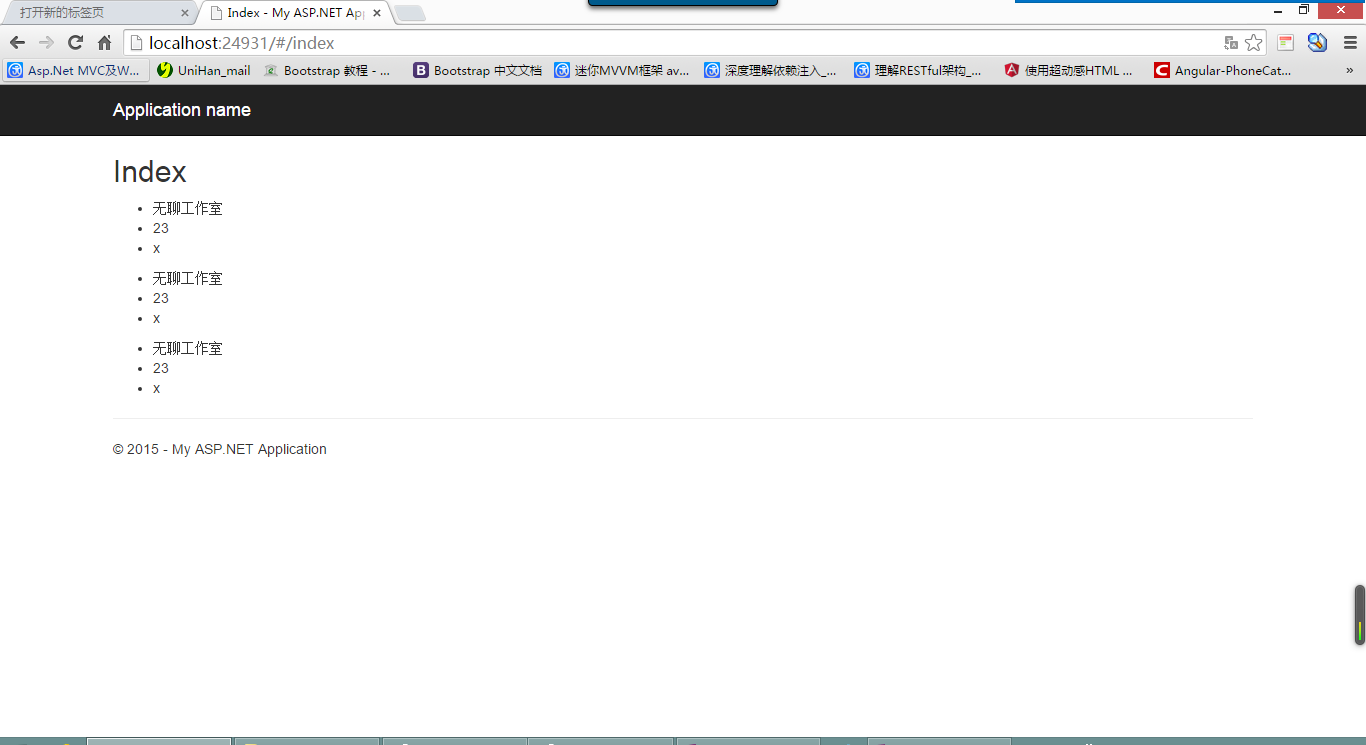 打开新的标签页
Index - My ASP.NET App
localhost:24931/#/index
Asp.Net MVC及W...
UniHan_mail
Bootstrap 教程 - ...
Bootstrap 中文文档
迷你MVVM框架 av...
深度理解依赖注入_...
理解RESTful架构_...
使用超动感HTML ...
Angular-PhoneCat...
»
Application name
Index
• 无聊工作室
• 23
• x
• 无聊工作室
• 23
• x
• 无聊工作室
• 23
• x
© 2015 - My ASP.NET Application